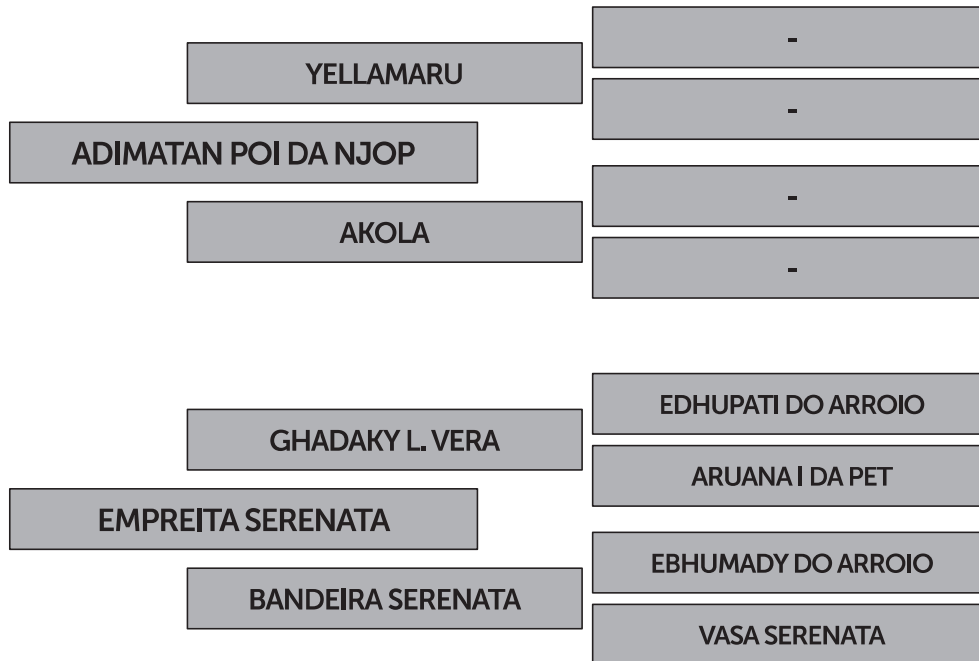 -
YELLAMARU
-
ADIMATAN POI DA NJOP
-
AKOLA
-
EDHUPATI DO ARROIO
GHADAKY L. VERA
ARUANA I DA PET
EMPREITA SERENATA
EBHUMADY DO ARROIO
BANDEIRA SERENATA
VASA SERENATA